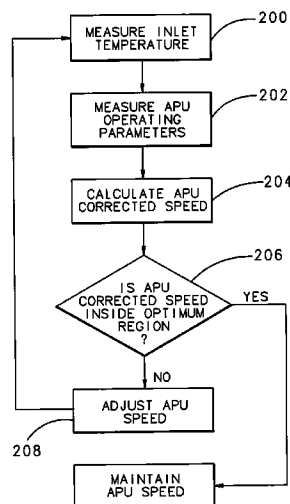 MEASURE INLET
TEMPERATURE
200
MEASURE APU
OPERATING
PARAMETERS
202
CALCULATE APU
CORRECTED SPEED
204
206
IS APU
CORRECTED SPEED
INSIDE OPTIMUM
REGION
?
YES
NO
ADJUST APU
SPEED
208
MAINTAIN
APU SPEED